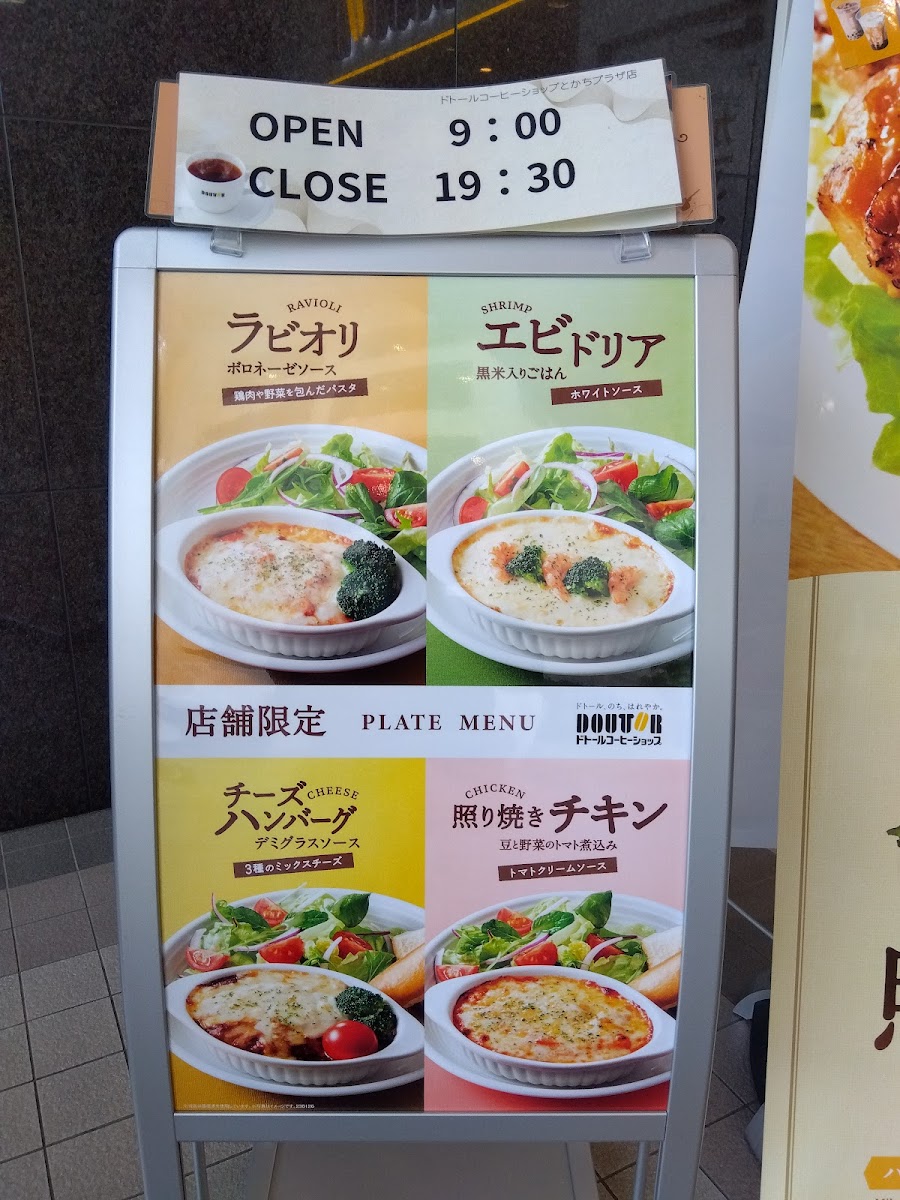 ドトールコーヒーショップとかちプラザ店
OPEN 9：00
CLOSE 19：30
RAVIOLI
ラビオリ
ボロネーゼソース
鶏肉や野菜を包んだパスタ
SHRIMP
エビドリア
黒米入りごはん
ホワイトソース
店舗限定 PLATE MENU
ドトール、のち、はれやか。
DOUTOR
ドトールコーヒーショップ
チーズ CHEESE
ハンバーグ
デミグラスソース
3種のミックスチーズ
CHICKEN
照り焼きチキン
豆と野菜のトマト煮込み
トマトクリームソース